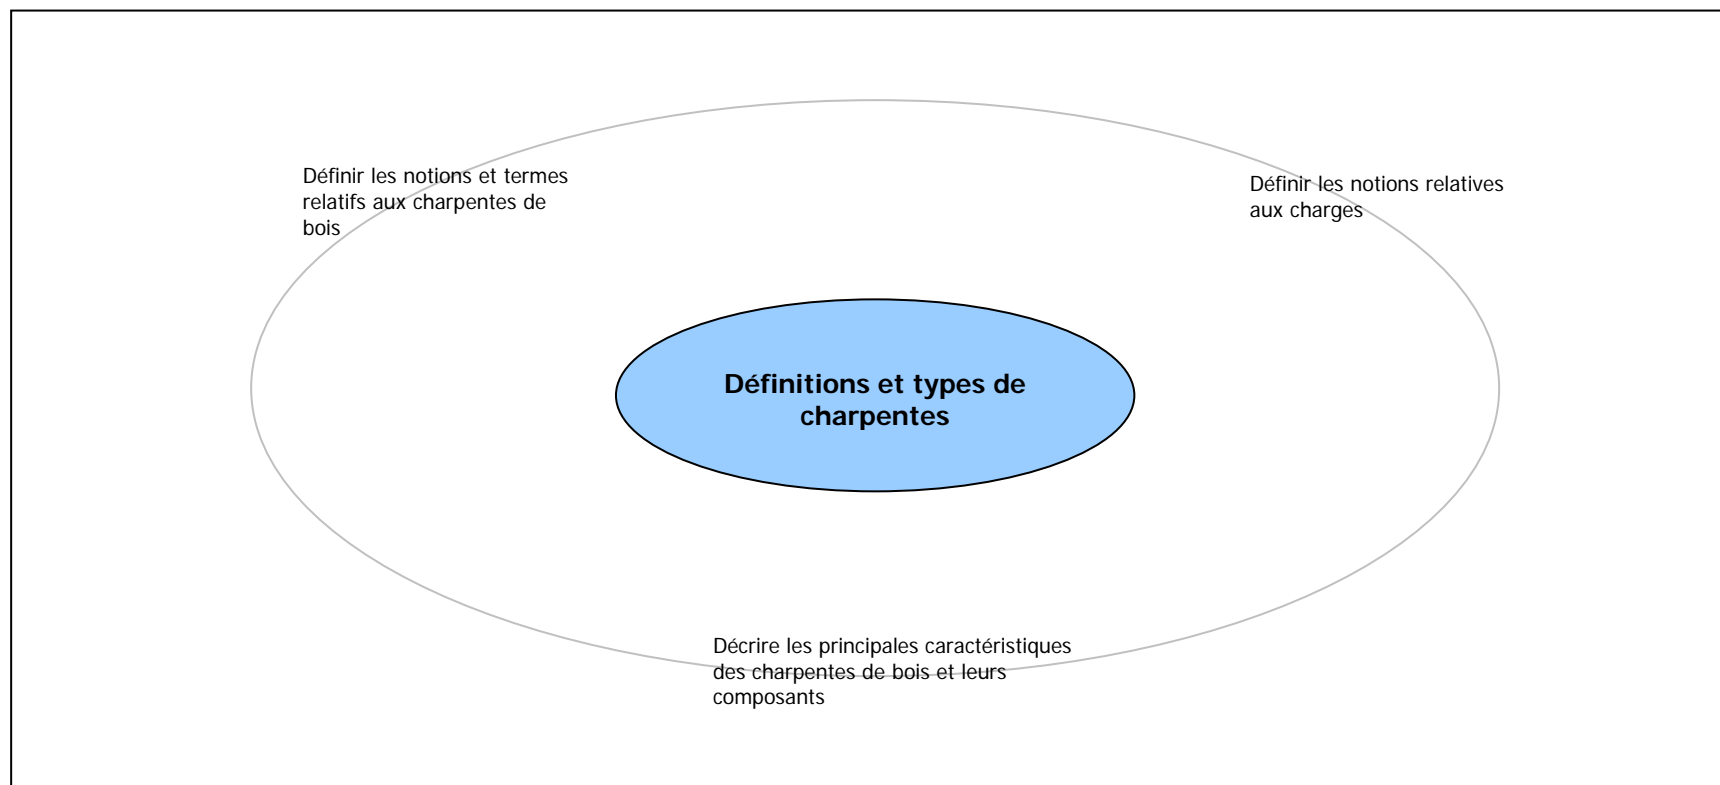 Définir les notions et termes
relatifs aux charpentes de
bois
Définir les notions relatives
aux charges
Définitions et types de
charpentes
Décrire les principales caractéristiques
des charpentes de bois et leurs
composants